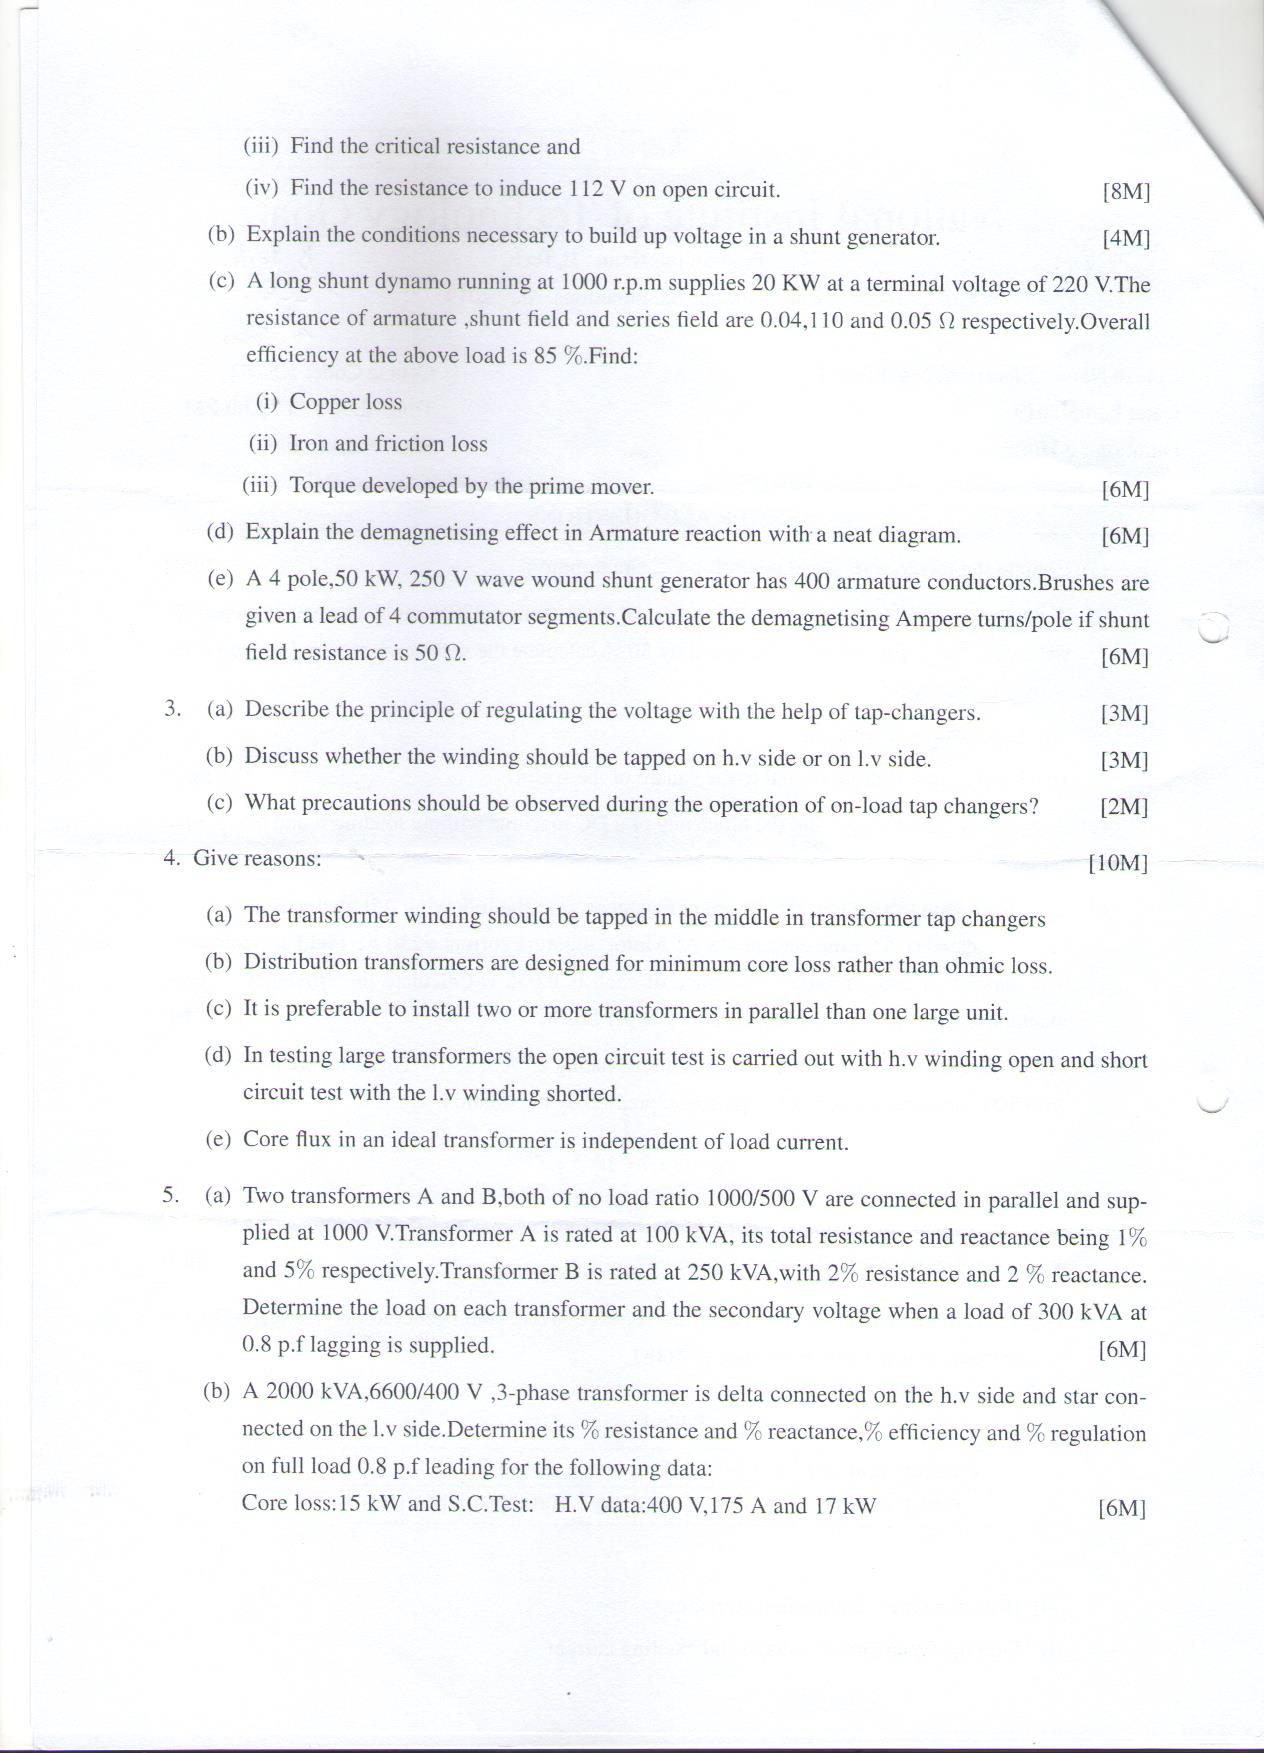 (iii) Find the critical resistance and
(iv) Find the resistance to induce 112 V on open circuit. [8M]
(b) Explain the conditions necessary to build up voltage in a shunt generator. [4M]
(c) A long shunt dynamo running at 1000 r.p.m supplies 20 KW at a terminal voltage of 220 V.The
resistance of armature ,shunt field and series field are 0.04,110 and 0.05 Ω respectively.Overall
efficiency at the above load is 85 %.Find:
(i) Copper loss
(ii) Iron and friction loss
(iii) Torque developed by the prime mover. [6M]
(d) Explain the demagnetising effect in Armature reaction with a neat diagram. [6M]
(e) A 4 pole,50 kW, 250 V wave wound shunt generator has 400 armature conductors.Brushes are
given a lead of 4 commutator segments.Calculate the demagnetising Ampere turns/pole if shunt
field resistance is 50 Ω. [6M]
3. (a) Describe the principle of regulating the voltage with the help of tap-changers. [3M]
(b) Discuss whether the winding should be tapped on h.v side or on l.v side. [3M]
(c) What precautions should be observed during the operation of on-load tap changers? [2M]
4. Give reasons: [10M]
(a) The transformer winding should be tapped in the middle in transformer tap changers
(b) Distribution transformers are designed for minimum core loss rather than ohmic loss.
(c) It is preferable to install two or more transformers in parallel than one large unit.
(d) In testing large transformers the open circuit test is carried out with h.v winding open and short
circuit test with the l.v winding shorted.
(e) Core flux in an ideal transformer is independent of load current.
5. (a) Two transformers A and B,both of no load ratio 1000/500 V are connected in parallel and sup-
plied at 1000 V.Transformer A is rated at 100 kVA, its total resistance and reactance being 1%
and 5% respectively.Transformer B is rated at 250 kVA,with 2% resistance and 2 % reactance.
Determine the load on each transformer and the secondary voltage when a load of 300 kVA at
0.8 p.f lagging is supplied. [6M]
(b) A 2000 kVA,6600/400 V ,3-phase transformer is delta connected on the h.v side and star con-
nected on the l.v side.Determine its % resistance and % reactance,% efficiency and % regulation
on full load 0.8 p.f leading for the following data:
Core loss:15 kW and S.C.Test: H.V data:400 V,175 A and 17 kW [6M]